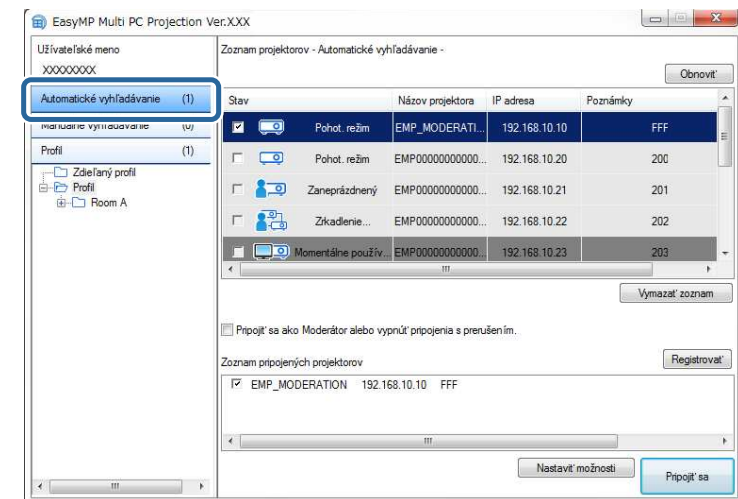 EasyMP Multi PC Projection Ver.X.XX
Užívateľské meno
XXXXXXXX
Automatické vyhľadávanie (1)
Manuálne vyhľadávanie (0)
Profil (1)
Zdieľaný profil
Profil
Room A
Zoznam projektorov - Automatické vyhľadávanie -
Obnoviť
Stav Názov projektora IP adresa Poznámky
Pohot. režim EMP_MODERATI... 192.168.10.10 FFF
Pohot. režim EMP00000000000... 192.168.10.20 200
Zaneprázdnený EMP00000000000... 192.168.10.21 201
Zrkadlenie... EMP00000000000... 192.168.10.22 202
Momentálne použív... EMP00000000000... 192.168.10.23 203
Vymazať zoznam
Pripojiť sa ako Moderátor alebo vypnúť pripojenia s prerušením.
Zoznam pripojených projektorov
Registrovať
EMP_MODERATION 192.168.10.10 FFF
Nastaviť možnosti
Pripojiť sa